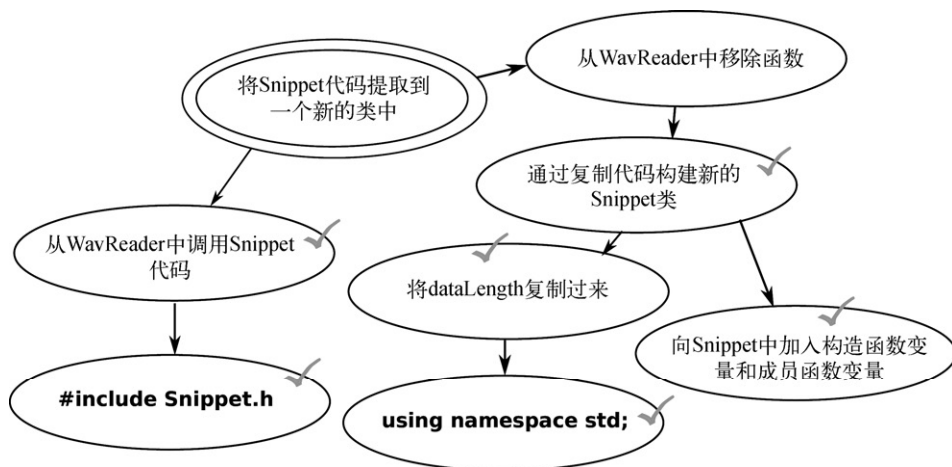 从WavReader中移除函数
将Snippet代码提取到
一个新的类中
通过复制代码构建新的
Snippet类
从WavReader中调用Snippet
代码
将dataLength复制过来
向Snippet中加入构造函数变
量和成员函数变量
#include Snippet.h
using namespace std;